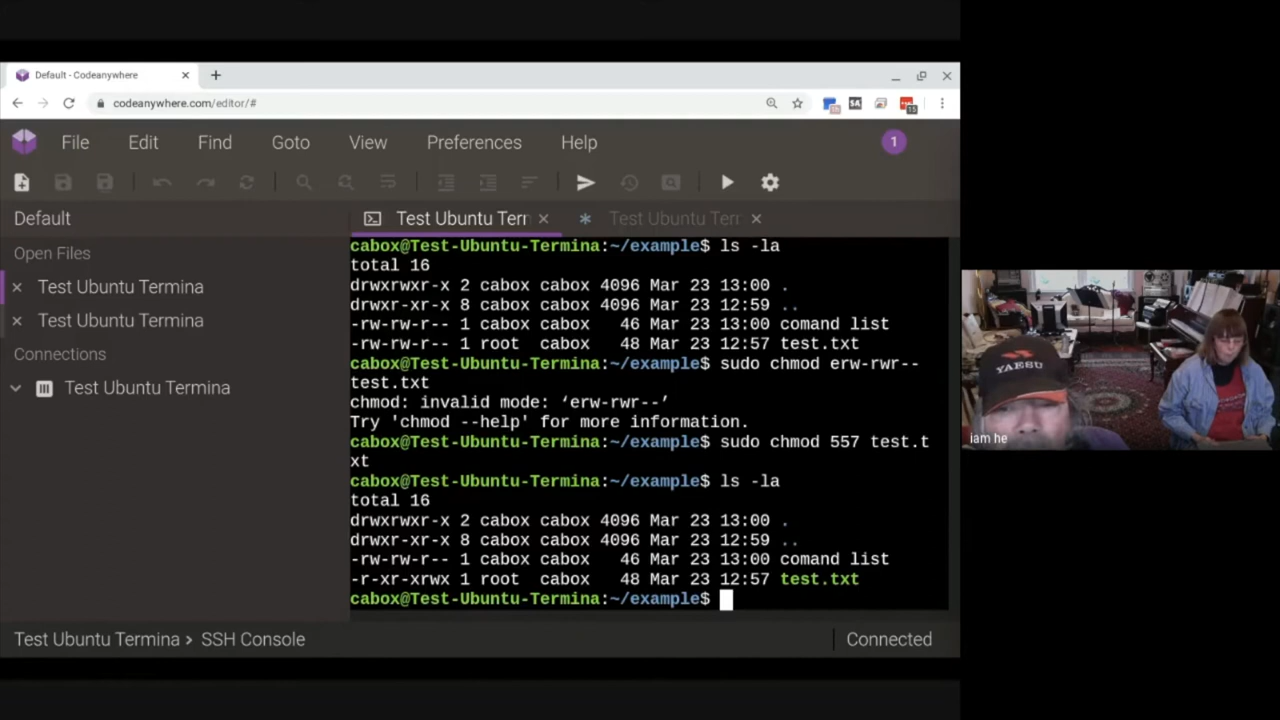 Default - Codeanywhere
codeanywhere.com/editor/#
File Edit Find Goto View Preferences Help
1
Default
Test Ubuntu Terr
Test Ubuntu Terr
Open Files
Test Ubuntu Termina
Test Ubuntu Termina
Connections
Test Ubuntu Termina
cabox@Test-Ubuntu-Termina:~/example$ ls -la
total 16
drwxrwxr-x 2 cabox cabox 4096 Mar 23 13:00 .
drwxr-xr-x 8 cabox cabox 4096 Mar 23 12:59 ..
-rw-rw-r-- 1 cabox cabox   46 Mar 23 13:00 comand list
-rw-rw-r-- 1 root  cabox   48 Mar 23 12:57 test.txt
cabox@Test-Ubuntu-Termina:~/example$ sudo chmod erw-rwr--
test.txt
chmod: invalid mode: ‘erw-rwr--’
Try 'chmod --help' for more information.
cabox@Test-Ubuntu-Termina:~/example$ sudo chmod 557 test.t
xt
cabox@Test-Ubuntu-Termina:~/example$ ls -la
total 16
drwxrwxr-x 2 cabox cabox 4096 Mar 23 13:00 .
drwxr-xr-x 8 cabox cabox 4096 Mar 23 12:59 ..
-rw-rw-r-- 1 cabox cabox   46 Mar 23 13:00 comand list
-r-xr-xrwx 1 root  cabox   48 Mar 23 12:57 test.txt
cabox@Test-Ubuntu-Termina:~/example$
Test Ubuntu Termina > SSH Console
Connected
YAESU
iam he